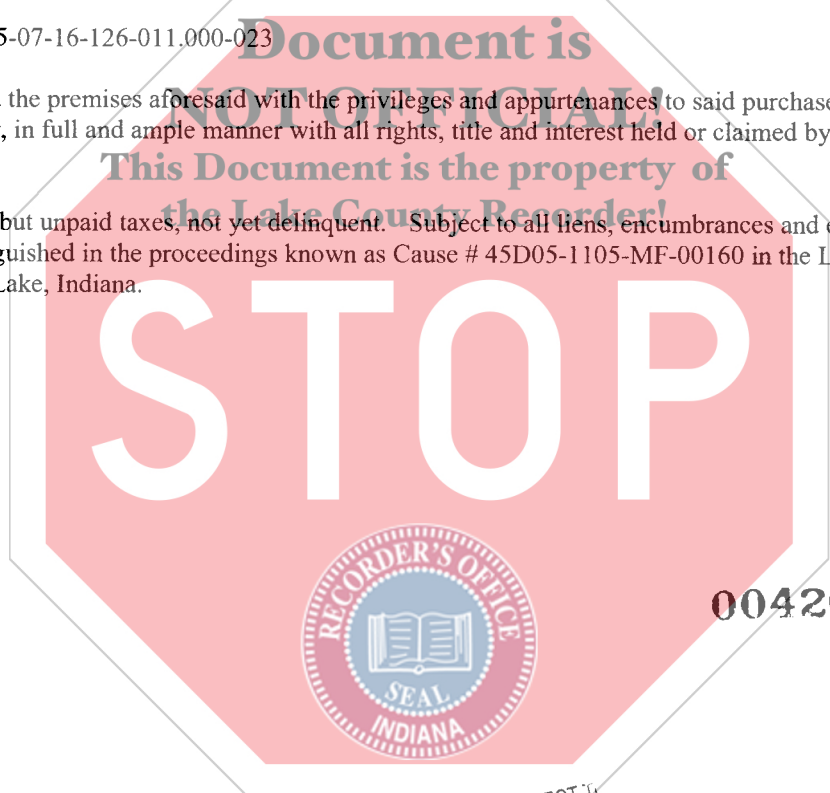 5-07-16-126-011.000-023
Document is
the premises aforesaid with the privileges and appurtenances to said purchase
NOT OFFICIAL!
, in full and ample manner with all rights, title and interest held or claimed by
This Document is the property of
the Lake County Recorder!
but unpaid taxes, not yet delinquent. Subject to all liens, encumbrances and e
guished in the proceedings known as Cause # 45D05-1105-MF-00160 in the L
Lake, Indiana.
STOP
RECORDER'S OFFICE
SEAL
INDIANA
0042